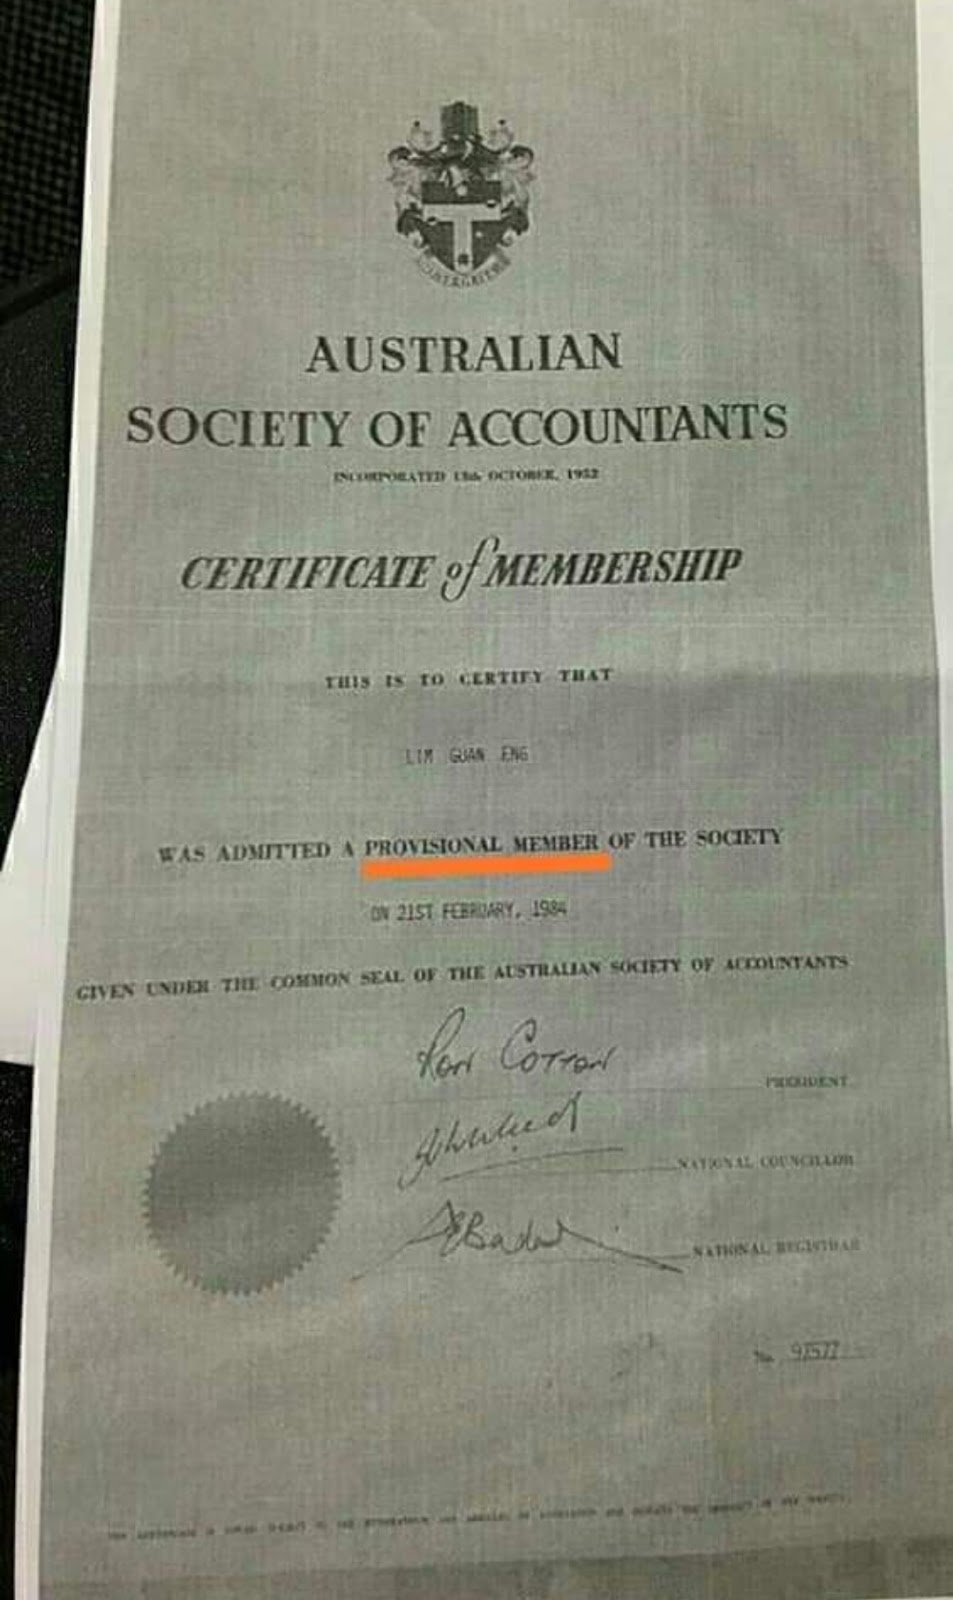 AUSTRALIAN
SOCIETY OF ACCOUNTANTS
INCORPORATED 13th OCTOBER, 1952
CERTIFICATE of MEMBERSHIP
THIS IS TO CERTIFY THAT
LIM GUAN ENG
WAS ADMITTED A PROVISIONAL MEMBER OF THE SOCIETY
ON 21ST FEBRUARY, 1984
GIVEN UNDER THE COMMON SEAL OF THE AUSTRALIAN SOCIETY OF ACCOUNTANTS
Ron Cotton
PRESIDENT
NATIONAL COUNCILLOR
NATIONAL REGISTRAR
No. 97577